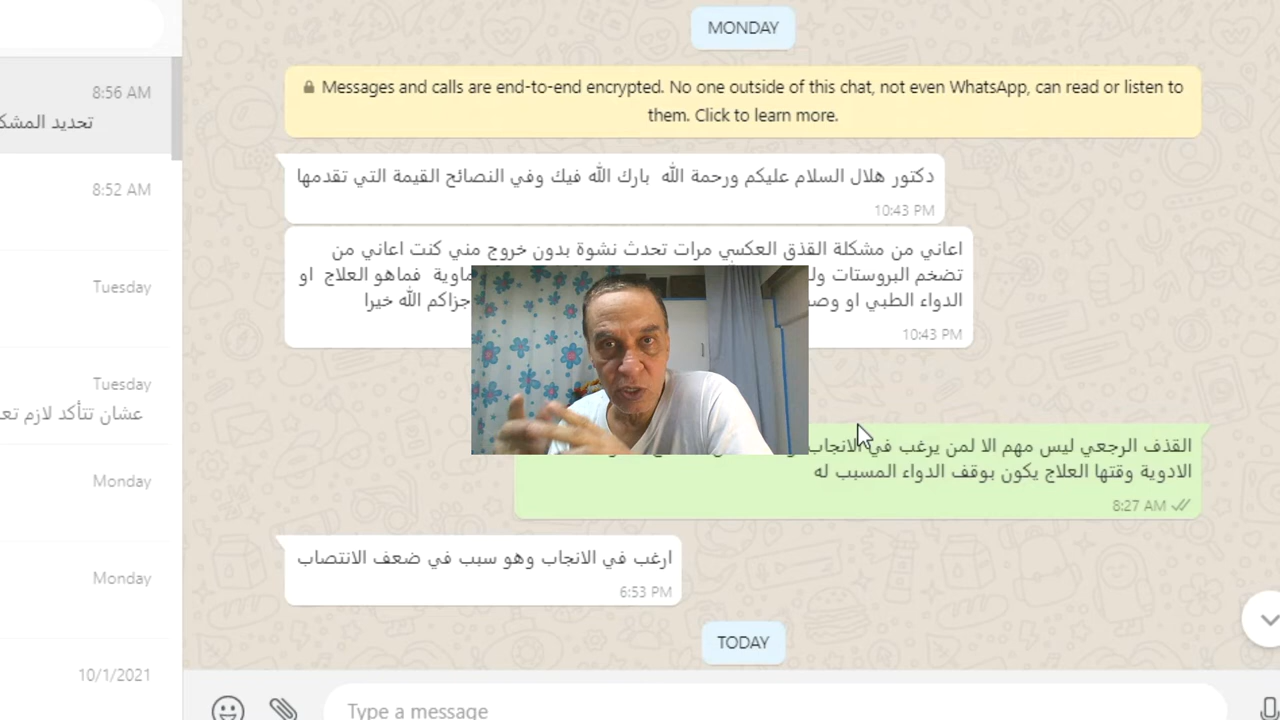 MONDAY
🔒 Messages and calls are end-to-end encrypted. No one outside of this chat, not even WhatsApp, can read or listen to
them. Click to learn more.
دكتور هلال السلام عليكم ورحمة الله بارك الله فيك وفي النصائح القيمة التي تقدمها
10:43 PM
اعاني من مشكلة القذق العكسي مرات تحدث نشوة بدون خروج مني كنت اعاني من
تضخم البروستات ماوية فماهو العلاج او
الدواء الطبي او جزاكم الله خيرا
10:43 PM
القذف الرجعي ليس مهم الا لمن يرغب في الانجاب
الادوية وقتها العلاج يكون بوقف الدواء المسبب له
8:27 AM
ارغب في الانجاب وهو سبب في ضعف الانتصاب
6:53 PM
TODAY
Type a message
8:56 AM
تحديد المشك
8:52 AM
Tuesday
Tuesday
عشان تتأكد لازم تع
Monday
Monday
10/1/2021